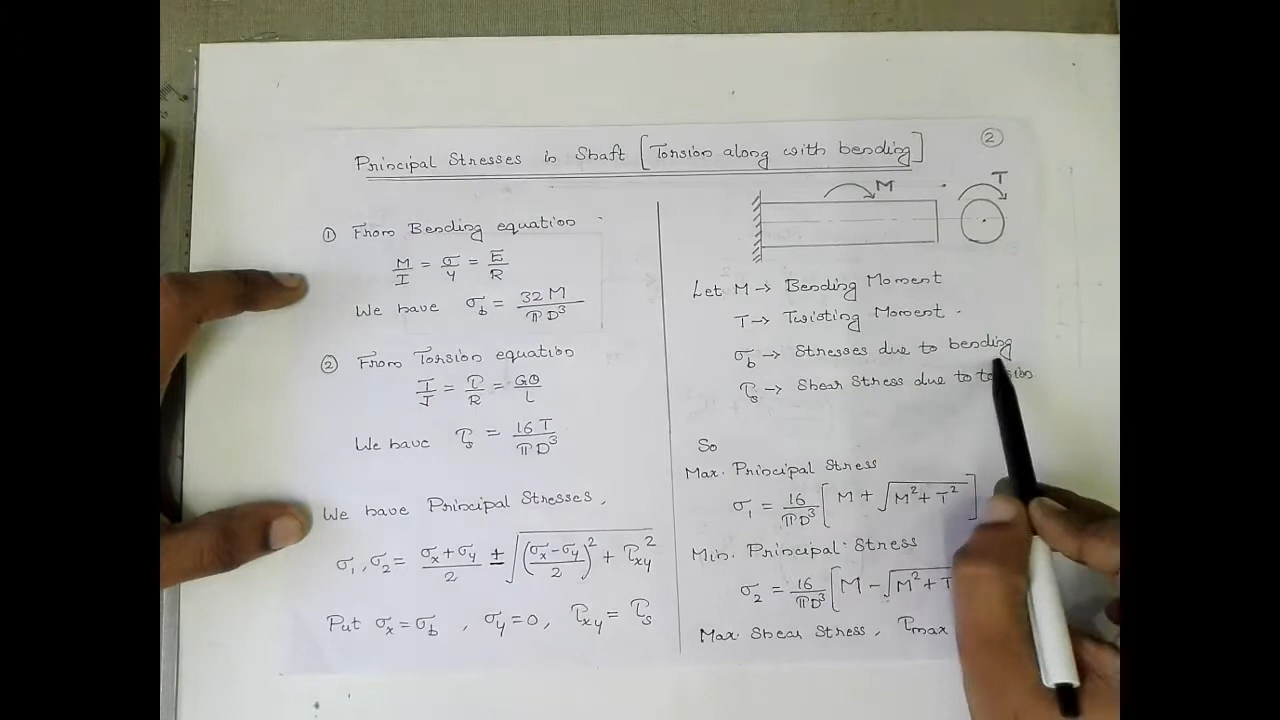 ②
Principal Stresses in Shaft [Torsion along with bending]
① From Bending equation
M/I = σ/y = E/R
We have σb = 32M/πD³
② From Torsion equation
T/J = τ/R = Gθ/L
We have τs = 16T/πD³
We have Principal Stresses,
σ1, σ2 = (σx+σy)/2 ± √(((σx−σy)/2)² + τxy²)
Put σx = σb, σy = 0, τxy = τs
M T
Let M → Bending Moment
T → Twisting Moment.
σb → Stresses due to bending
τs → Shear Stress due to
So
Max. Principal Stress
σ1 = 16/πD³ [M + √(M²+T²)]
Min. Principal Stress
σ2 = 16/πD³ [M − √(M²+T
Max. Shear Stress, τmax